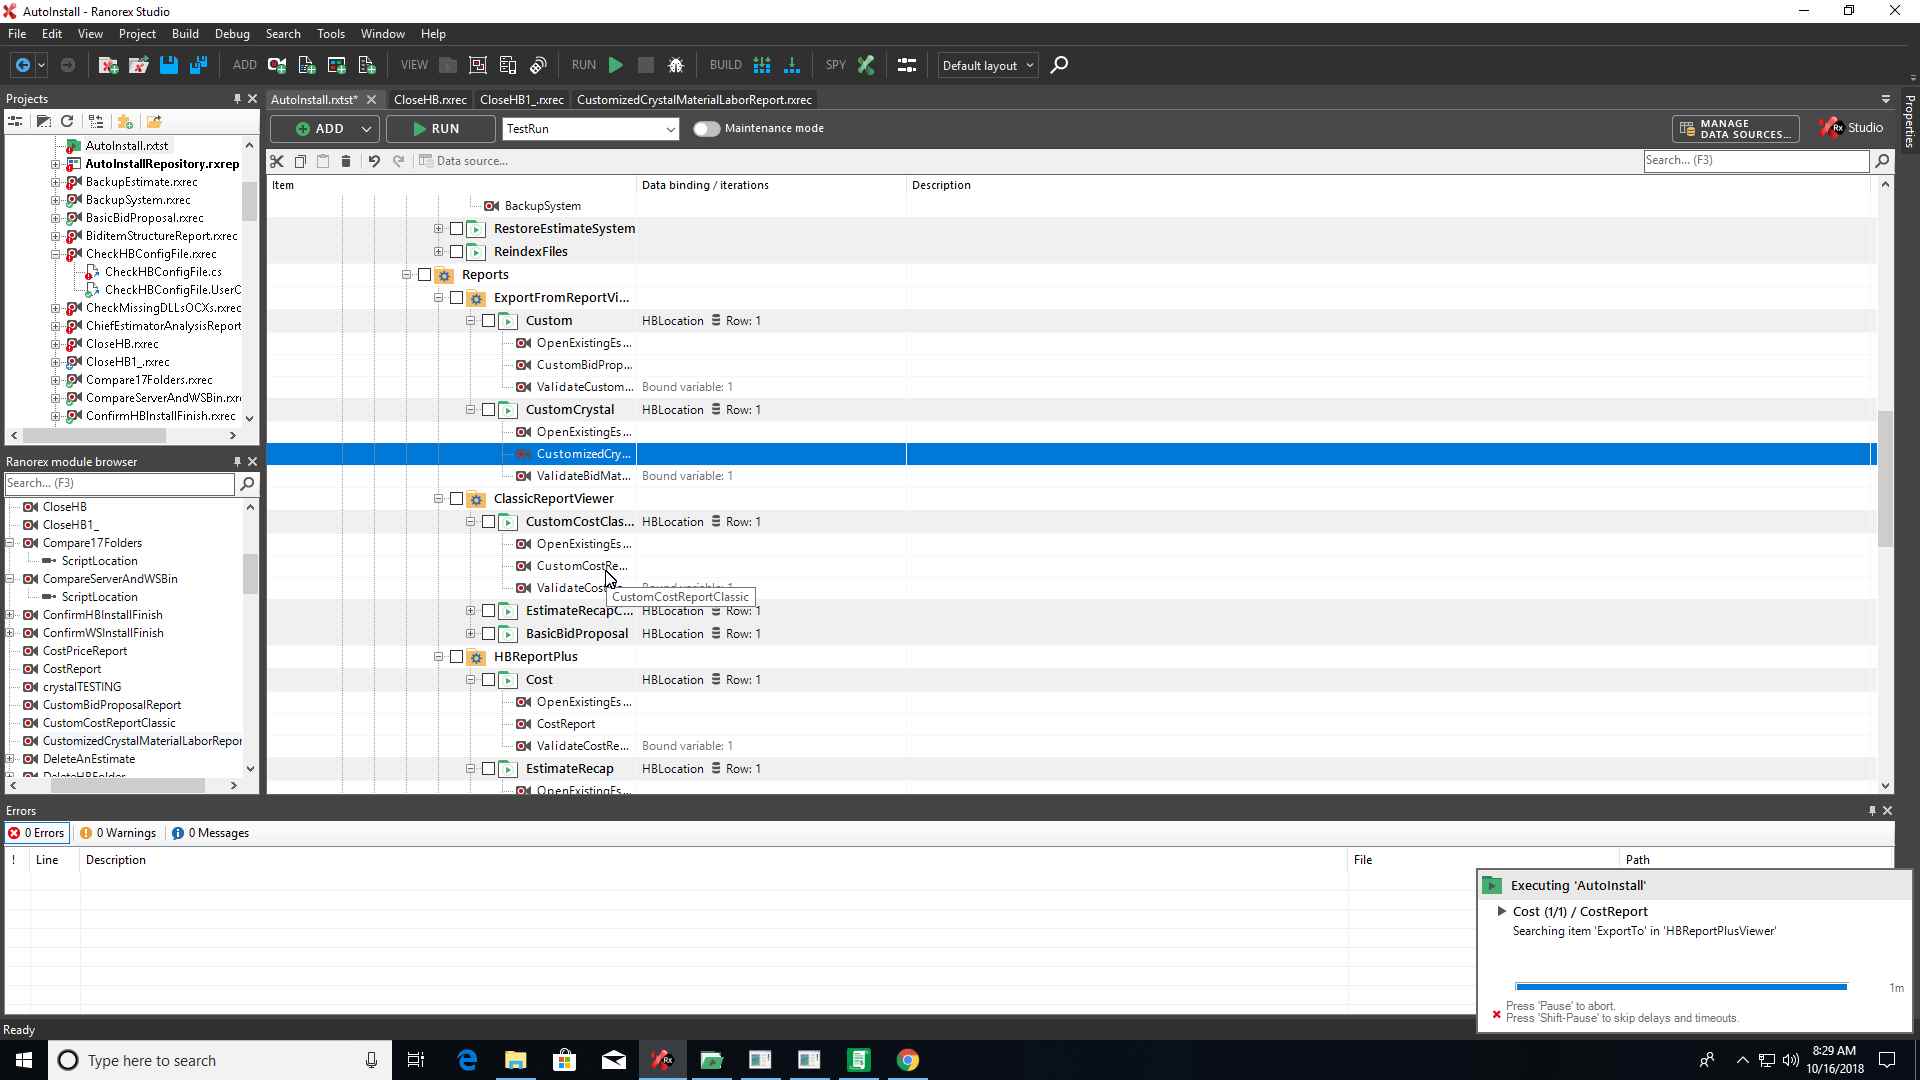 AutoInstall - Ranorex Studio
File Edit View Project Build Debug Search Tools Window Help
ADD VIEW RUN BUILD SPY Default layout
Projects
AutoInstall.rxtst
AutoInstallRepository.rxrep
BackupEstimate.rxrec
BackupSystem.rxrec
BasicBidProposal.rxrec
BiditemStructureReport.rxrec
CheckHBConfigFile.rxrec
CheckHBConfigFile.cs
CheckHBConfigFile.UserC
CheckMissingDLLsOCXs.rxrec
ChiefEstimatorAnalysisReport
CloseHB.rxrec
CloseHB1_.rxrec
Compare17Folders.rxrec
CompareServerAndWSBin.rxre
ConfirmHBInstallFinish.rxrec
Ranorex module browser
Search... (F3)
CloseHB
CloseHB1_
Compare17Folders
ScriptLocation
CompareServerAndWSBin
ScriptLocation
ConfirmHBInstallFinish
ConfirmWSInstallFinish
CostPriceReport
CostReport
crystalTESTING
CustomBidProposalReport
CustomCostReportClassic
CustomizedCrystalMaterialLaborRepor
DeleteAnEstimate
DeleteHBFolder
AutoInstall.rxtst* CloseHB.rxrec CloseHB1_.rxrec CustomizedCrystalMaterialLaborReport.rxrec
ADD RUN TestRun Maintenance mode MANAGE DATA SOURCES... Rx Studio
Data source... Search... (F3)
Item Data binding / iterations Description
BackupSystem
RestoreEstimateSystem
ReindexFiles
Reports
ExportFromReportVi...
Custom HBLocation Row: 1
OpenExistingEs...
CustomBidProp...
ValidateCustom... Bound variable: 1
CustomCrystal HBLocation Row: 1
OpenExistingEs...
CustomizedCry...
ValidateBidMat... Bound variable: 1
ClassicReportViewer
CustomCostClas... HBLocation Row: 1
OpenExistingEs...
CustomCostRe...
ValidateCost Bound variable: 1
CustomCostReportClassic
EstimateRecapC... HBLocation Row: 1
BasicBidProposal HBLocation Row: 1
HBReportPlus
Cost HBLocation Row: 1
OpenExistingEs...
CostReport
ValidateCostRe... Bound variable: 1
EstimateRecap HBLocation Row: 1
OpenExistingEs...
Properties
Errors
0 Errors 0 Warnings 0 Messages
! Line Description File Path
Executing 'AutoInstall'
Cost (1/1) / CostReport
Searching item 'ExportTo' in 'HBReportPlusViewer'
1m
Press 'Pause' to abort.
Press 'Shift-Pause' to skip delays and timeouts.
Ready
Type here to search
8:29 AM
10/16/2018